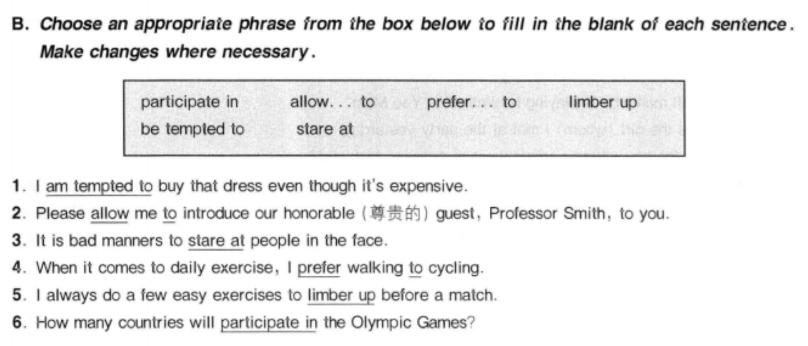 B. Choose an appropriate phrase from the box below to fill in the blank of each sentence.
Make changes where necessary.
participate in allow... to prefer... to limber up
be tempted to stare at
1. I am tempted to buy that dress even though it's expensive.
2. Please allow me to introduce our honorable (尊贵的) guest, Professor Smith, to you.
3. It is bad manners to stare at people in the face.
4. When it comes to daily exercise, I prefer walking to cycling.
5. I always do a few easy exercises to limber up before a match.
6. How many countries will participate in the Olympic Games?